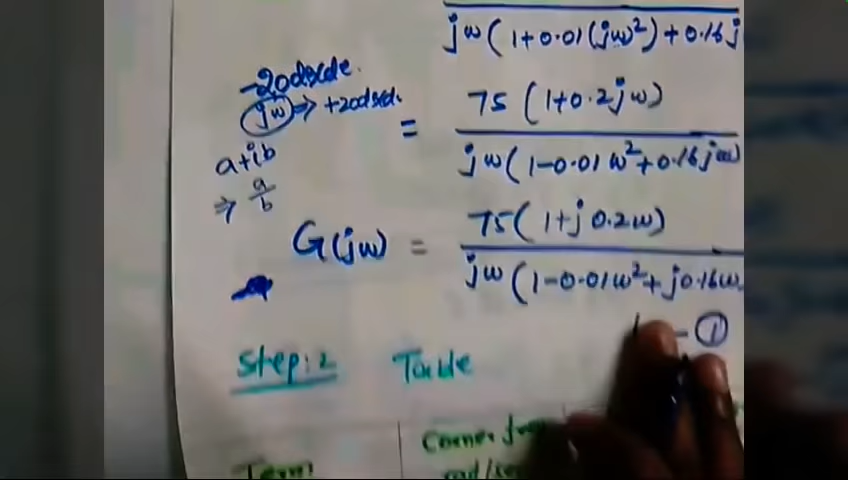 jω(1+0.01(jω²)+0.16j
-20db/dec.
jω ⇒ +20db/dc.
= 75(1+0.2jω)
jω(1-0.01ω²+0.16jω)
a+ib
⇒ a/b
G(jω) = 75(1+j0.2ω)
jω(1-0.01ω²+j0.16ω
- ①
Step:2 Table
Corner
Term rad/sec